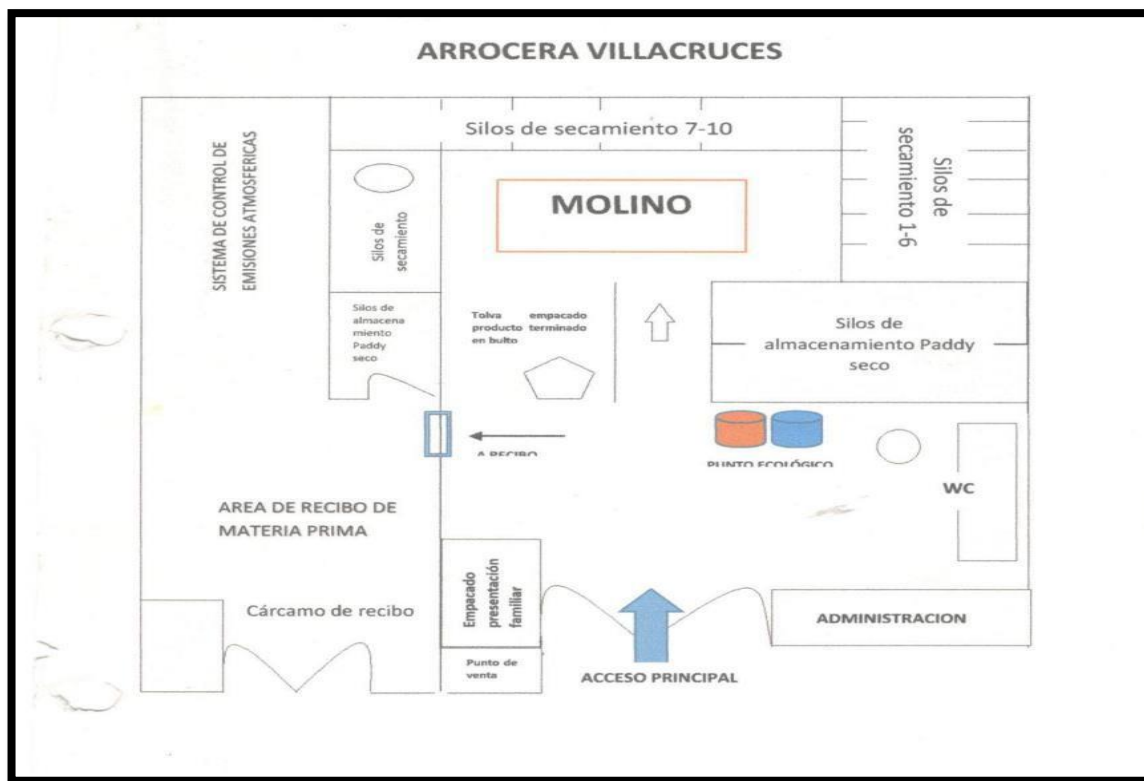 ARROCERA VILLACRUCES
SISTEMA DE CONTROL DE
EMISIONES ATMOSFERICAS
Silos de secamiento 7-10
Silos de
secamiento 1-6
MOLINO
Silos de
secamiento
Silos de
almacena
miento
Paddy
seco
Tolva empacado
producto terminado
en bulto
Silos de
almacenamiento Paddy
seco
A RECIBO
PUNTO ECOLÓGICO
WC
AREA DE RECIBO DE
MATERIA PRIMA
Empacado
presentación
familiar
Cárcamo de recibo
ADMINISTRACION
Punto de
venta
ACCESO PRINCIPAL